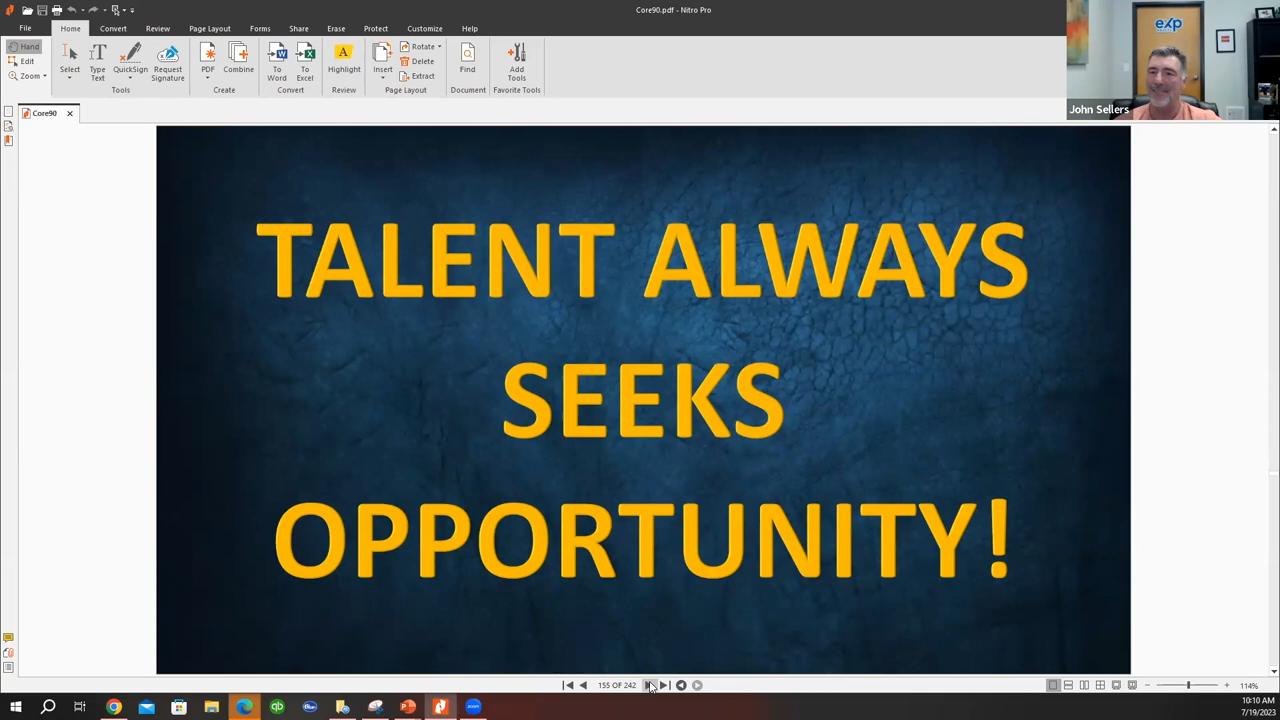 Core90.pdf - Nitro Pro
File Home Convert Review Page Layout Forms Share Erase Protect Customize Help
Hand
Edit
Zoom
Select
Type Text
QuickSign
Request Signature
Tools
PDF
Combine
Create
To Word
To Excel
Convert
Highlight
Review
Insert
Rotate
Delete
Extract
Page Layout
Find
Document
Add Tools
Favorite Tools
exp
John Sellers
Core90
TALENT ALWAYS
SEEKS
OPPORTUNITY!
155 OF 242
114%
10:10 AM
7/19/2023